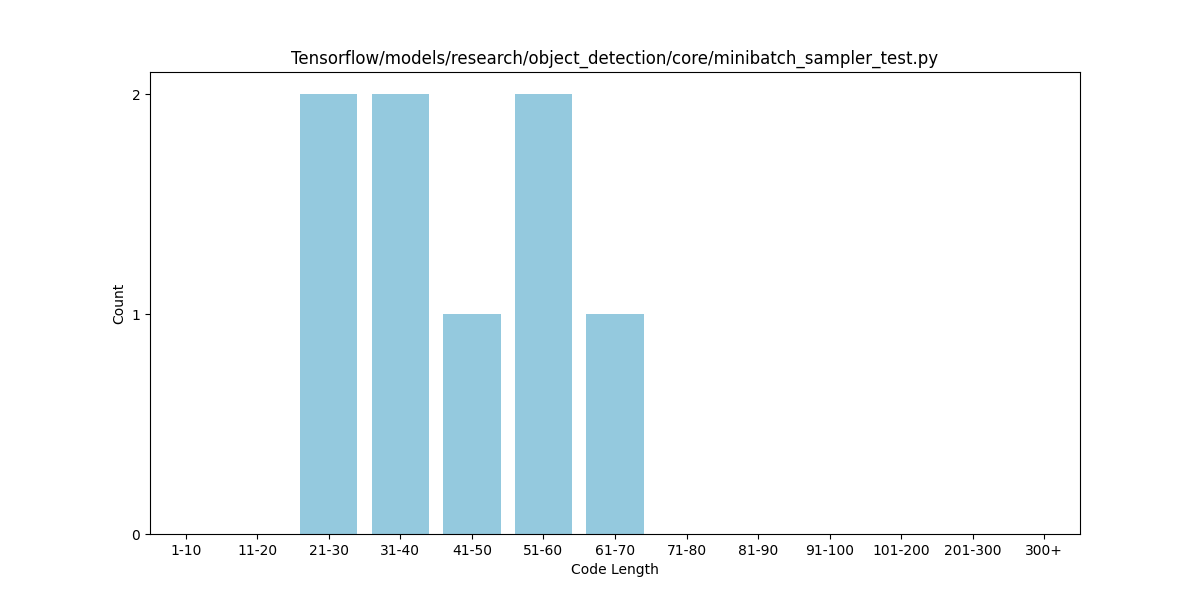 Tensorflow/models/research/object_detection/core/minibatch_sampler_test.py
2
1
0
Count
1-10 11-20 21-30 31-40 41-50 51-60 61-70 71-80 81-90 91-100 101-200 201-300 300+
Code Length